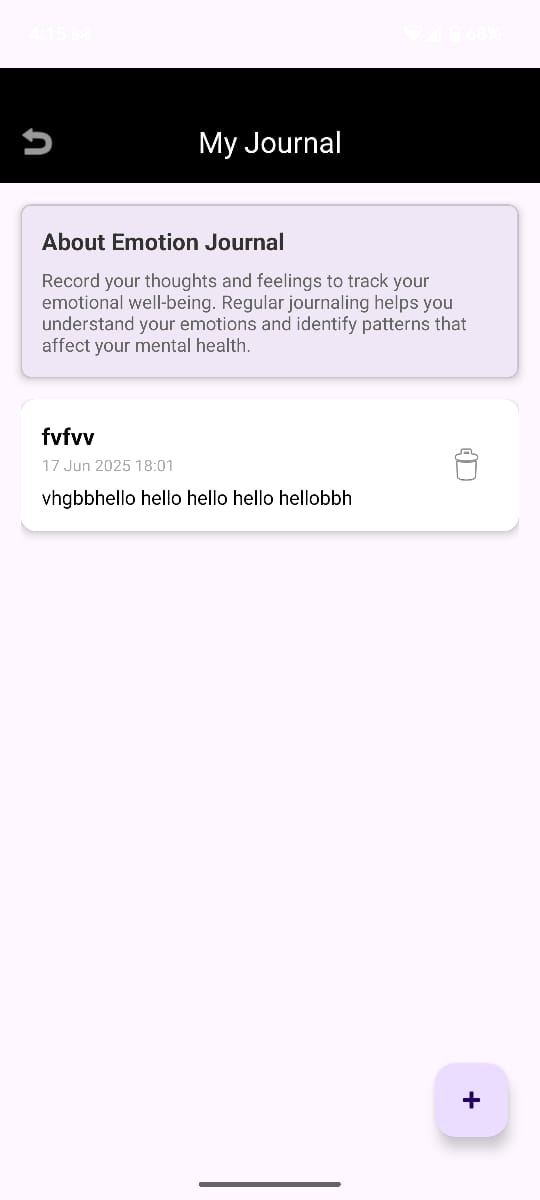 My Journal
About Emotion Journal
Record your thoughts and feelings to track your
emotional well-being. Regular journaling helps you
understand your emotions and identify patterns that
affect your mental health.
fvfvv
17 Jun 2025 18:01
vhgbbhello hello hello hello hellobbh
+